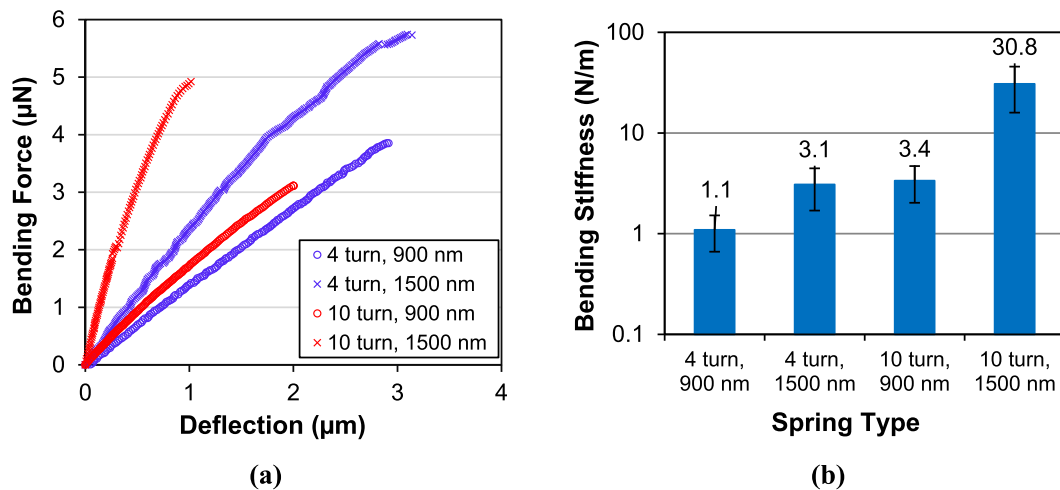 6
5
4
3
2
1
0
Bending Force (µN)
0 1 2 3 4
Deflection (µm)
4 turn, 900 nm
4 turn, 1500 nm
10 turn, 900 nm
10 turn, 1500 nm
(a)
100
10
1
0.1
Bending StIffness (N/m)
1.1
3.1
3.4
30.8
4 turn, 4 turn, 10 turn, 10 turn,
900 nm 1500 nm 900 nm 1500 nm
Spring Type
(b)